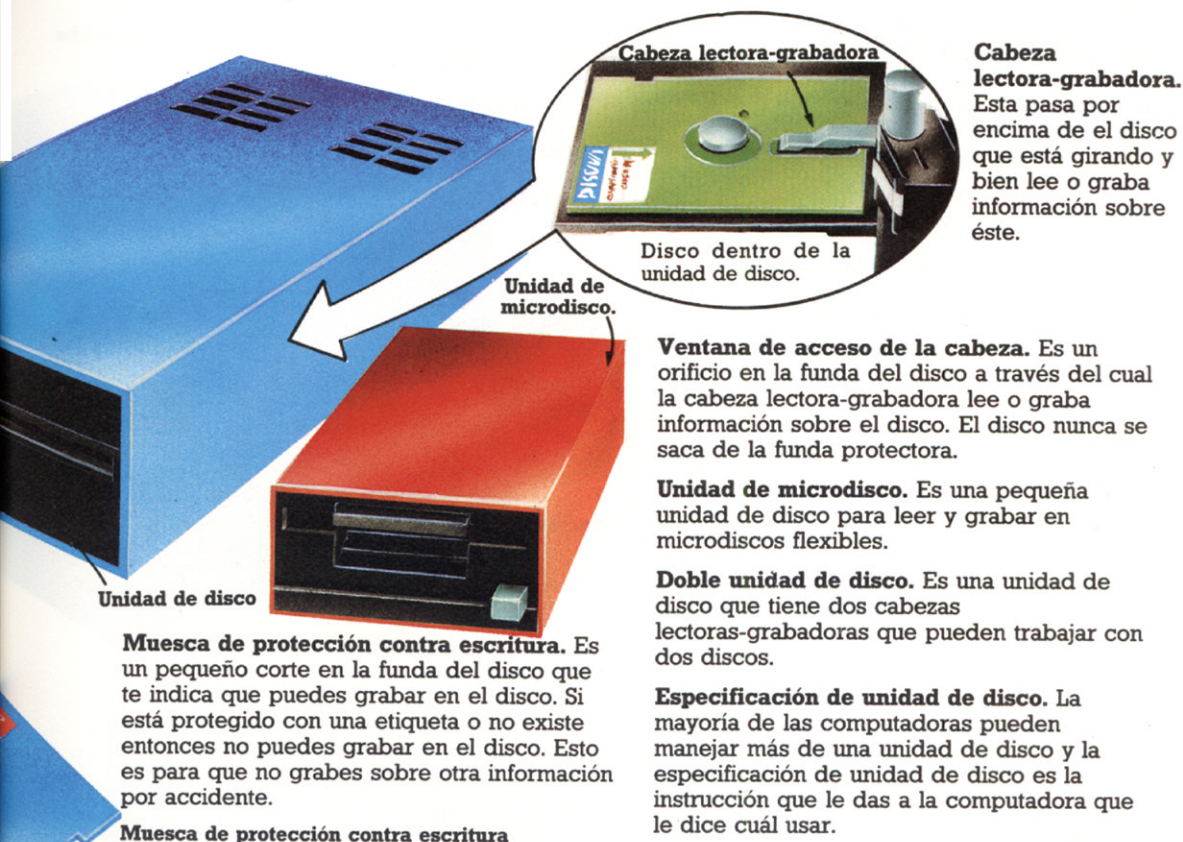 Cabeza lectora-grabadora
Disco dentro de la
unidad de disco.
Cabeza
lectora-grabadora.
Esta pasa por
encima de el disco
que está girando y
bien lee o graba
información sobre
éste.
Unidad de
microdisco.
Unidad de disco
Muesca de protección contra escritura. Es
un pequeño corte en la funda del disco que
te indica que puedes grabar en el disco. Si
está protegido con una etiqueta o no existe
entonces no puedes grabar en el disco. Esto
es para que no grabes sobre otra información
por accidente.
Muesca de protección contra escritura
Ventana de acceso de la cabeza. Es un
orificio en la funda del disco a través del cual
la cabeza lectora-grabadora lee o graba
información sobre el disco. El disco nunca se
saca de la funda protectora.
Unidad de microdisco. Es una pequeña
unidad de disco para leer y grabar en
microdiscos flexibles.
Doble unidad de disco. Es una unidad de
disco que tiene dos cabezas
lectoras-grabadoras que pueden trabajar con
dos discos.
Especificación de unidad de disco. La
mayoría de las computadoras pueden
manejar más de una unidad de disco y la
especificación de unidad de disco es la
instrucción que le das a la computadora que
le dice cuál usar.